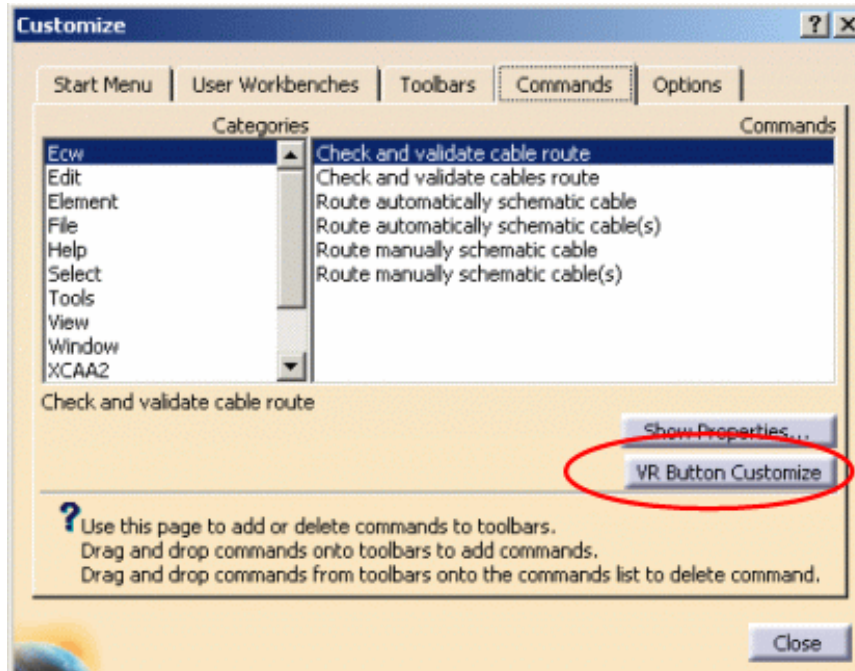 Customize
Start Menu User Workbenches Toolbars Commands Options
Categories Commands
Ecw
Edit
Element
File
Help
Select
Tools
View
Window
XCAA2
Check and validate cable route
Check and validate cables route
Route automatically schematic cable
Route automatically schematic cable(s)
Route manually schematic cable
Route manually schematic cable(s)
Check and validate cable route
Show Properties...
VR Button Customize
? Use this page to add or delete commands to toolbars.
Drag and drop commands onto toolbars to add commands.
Drag and drop commands from toolbars onto the commands list to delete command.
Close